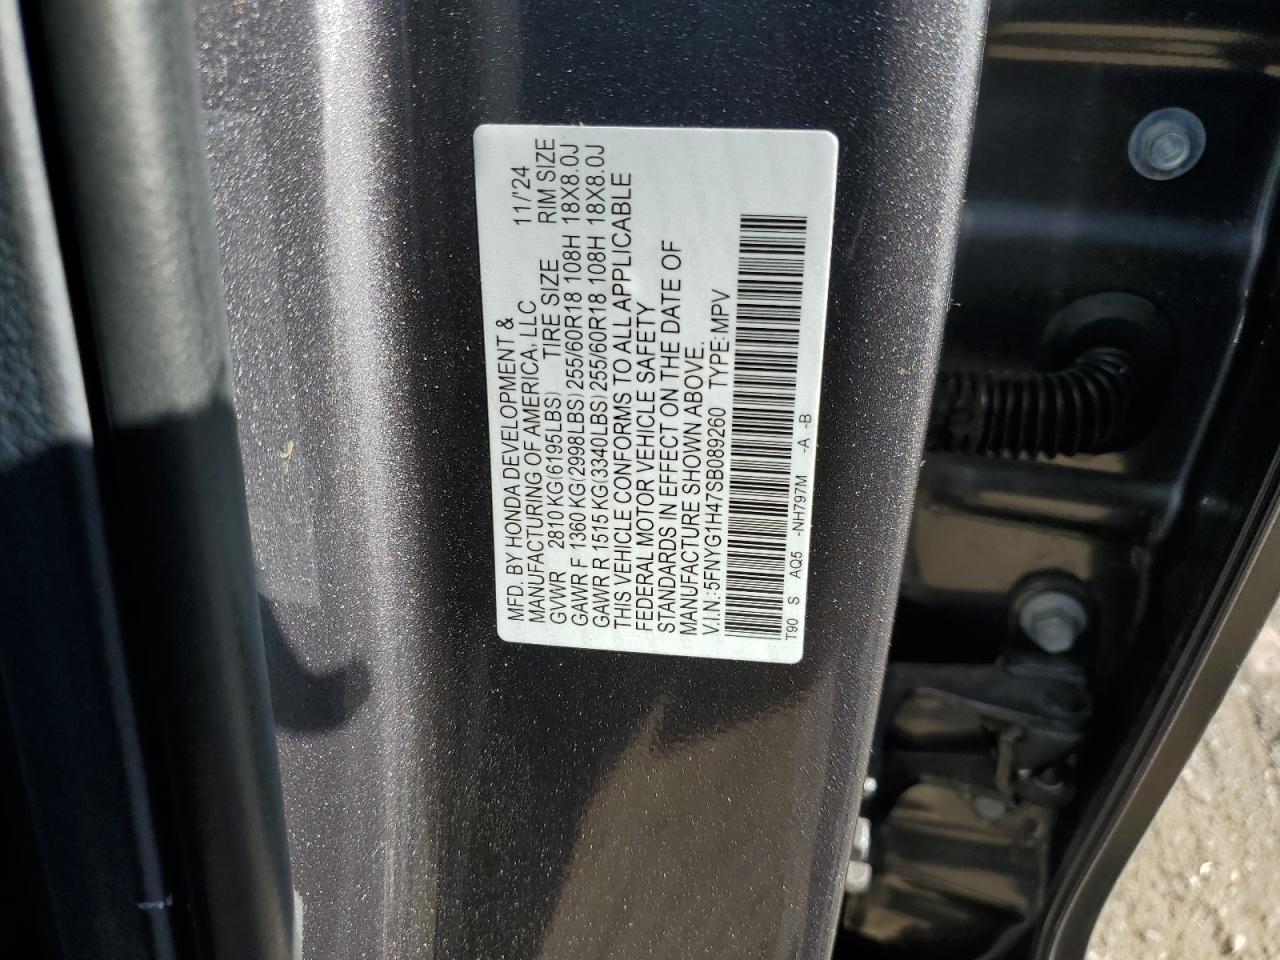 MFD. BY HONDA DEVELOPMENT &
MANUFACTURING OF AMERICA, LLC 11/'24
GVWR 2810 KG(6195LBS) TIRE SIZE RIM SIZE
GAWR F 1360 KG(2998LBS) 255/60R18 108H 18X8.0J
GAWR R 1515 KG(3340LBS) 255/60R18 108H 18X8.0J
THIS VEHICLE CONFORMS TO ALL APPLICABLE
FEDERAL MOTOR VEHICLE SAFETY
STANDARDS IN EFFECT ON THE DATE OF
MANUFACTURE SHOWN ABOVE.
V.I.N.:5FNYG1H47SB089260 TYPE:MPV
T90 S AQ5 -NH797M -A -B